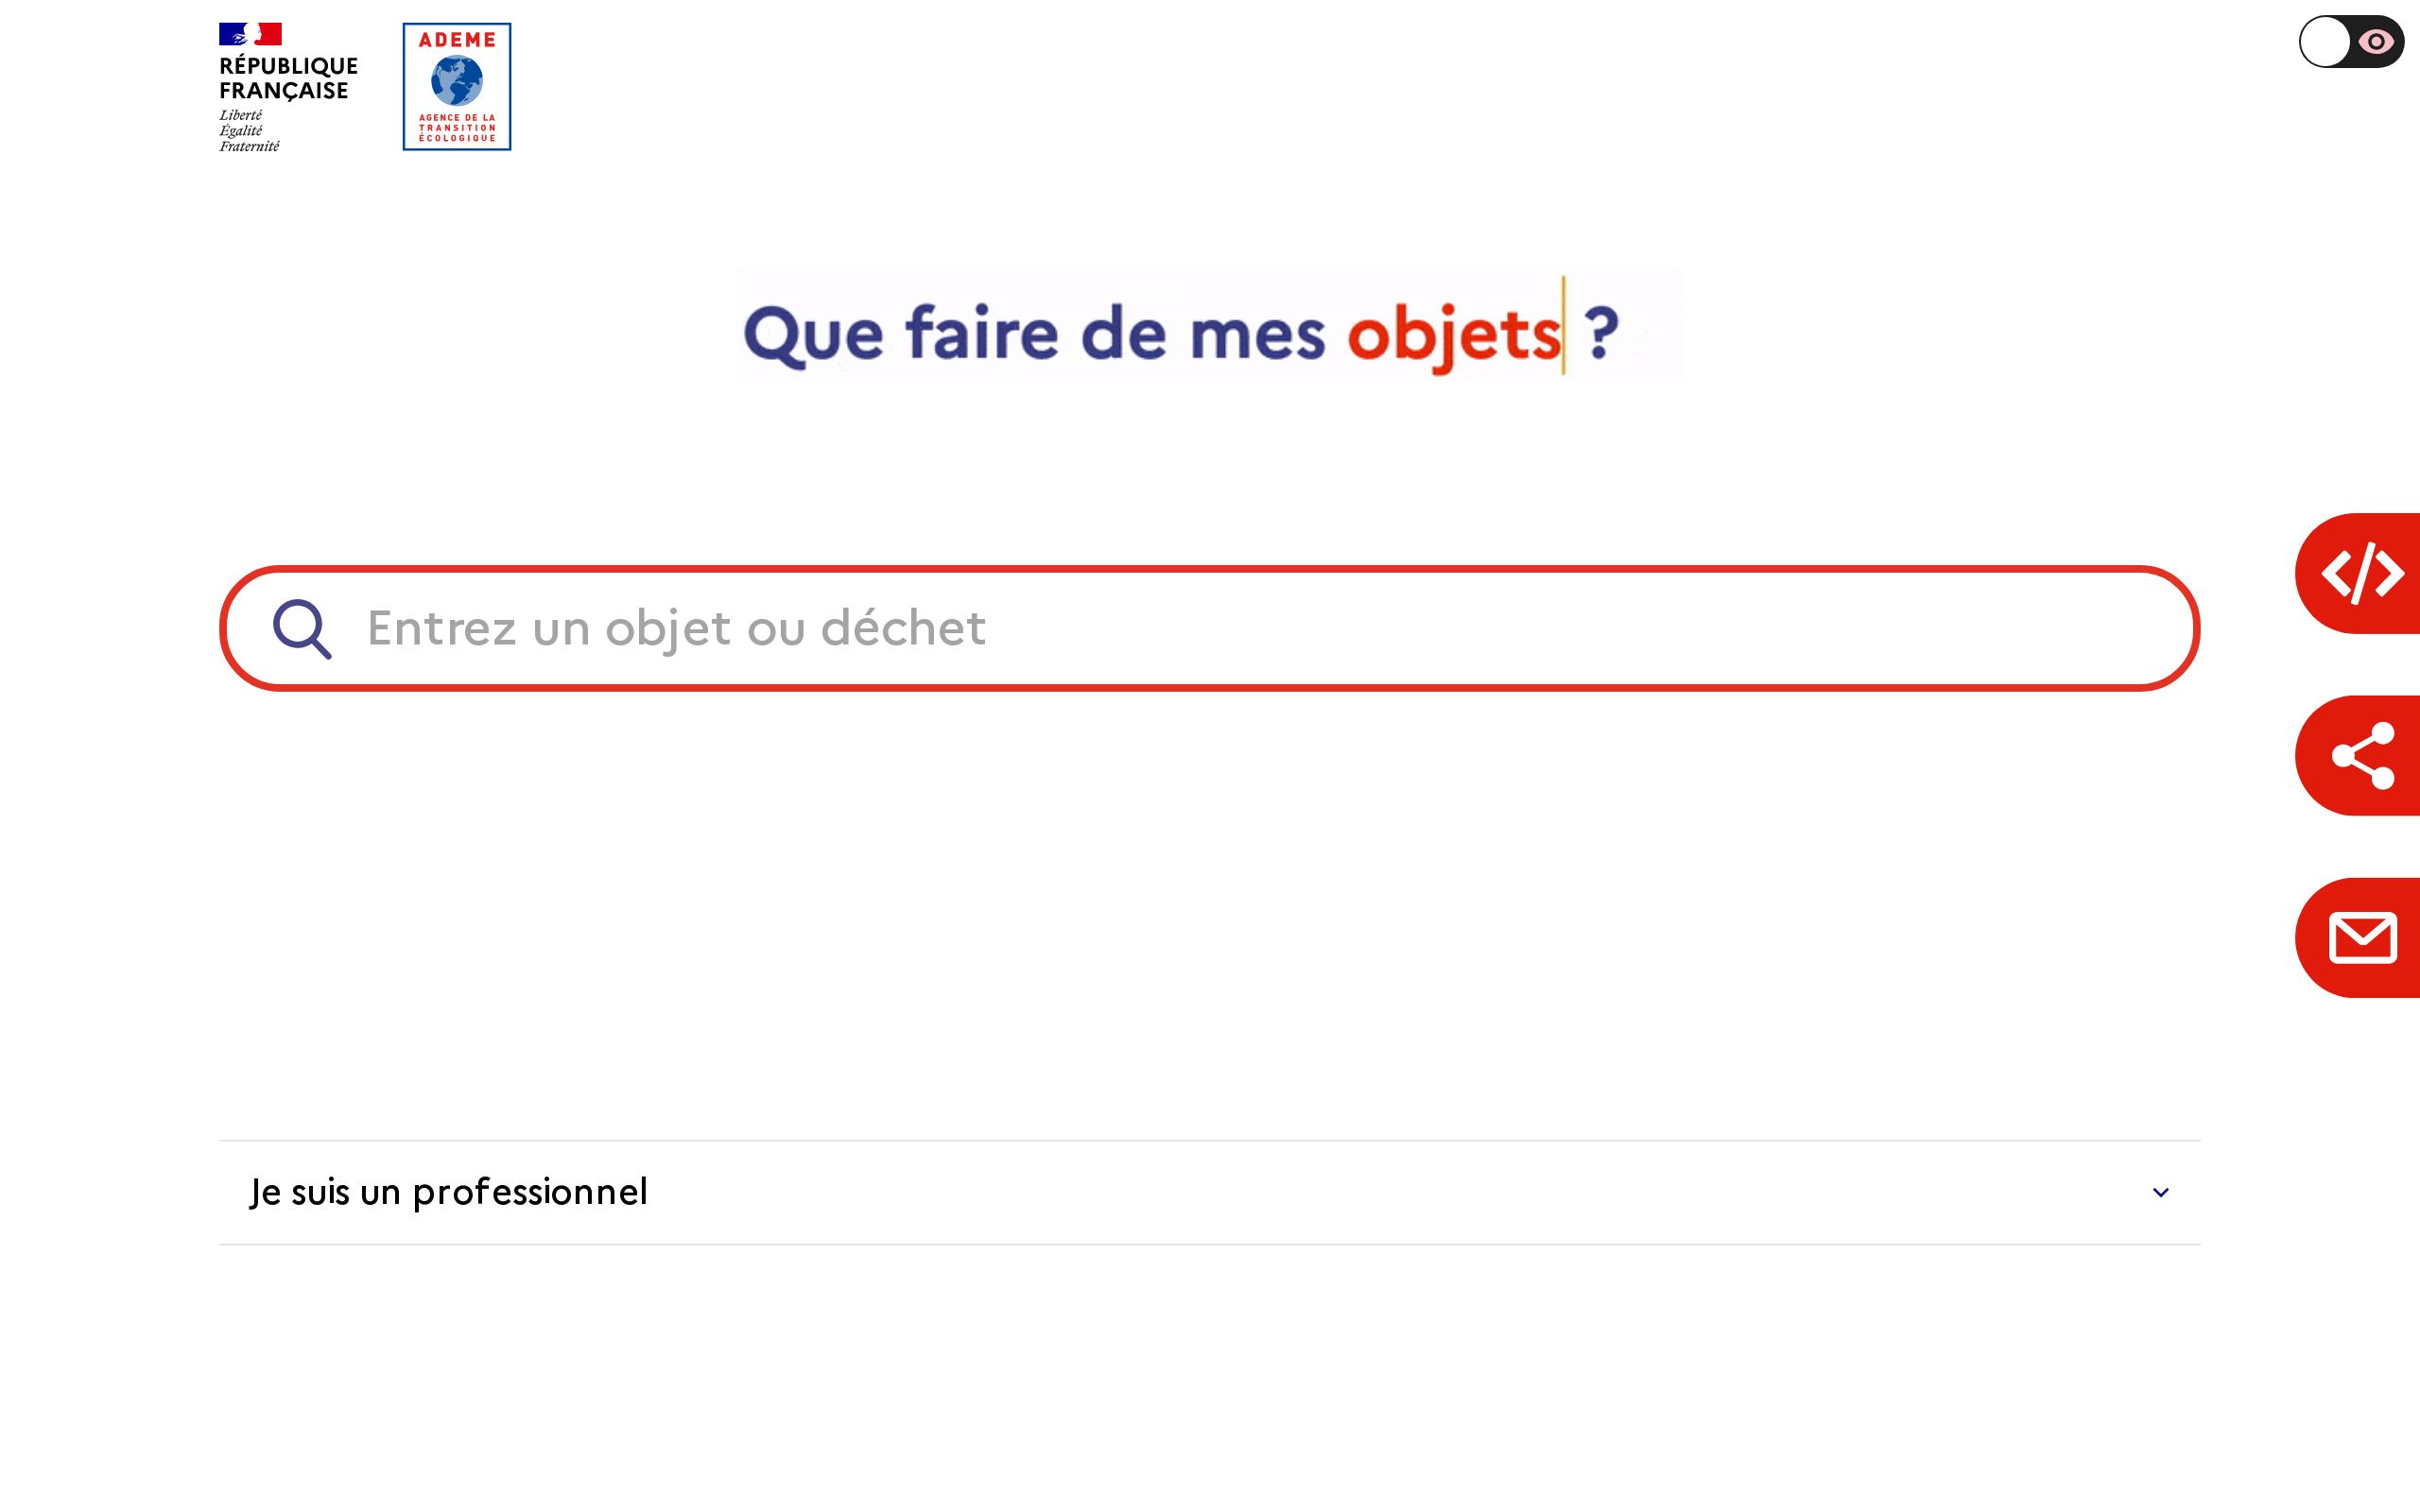 RÉPUBLIQUE
FRANÇAISE
Liberté
Égalité
Fraternité
ADEME
AGENCE DE LA
TRANSITION
ÉCOLOGIQUE
Que faire de mes objets ?
Entrez un objet ou déchet
Je suis un professionnel